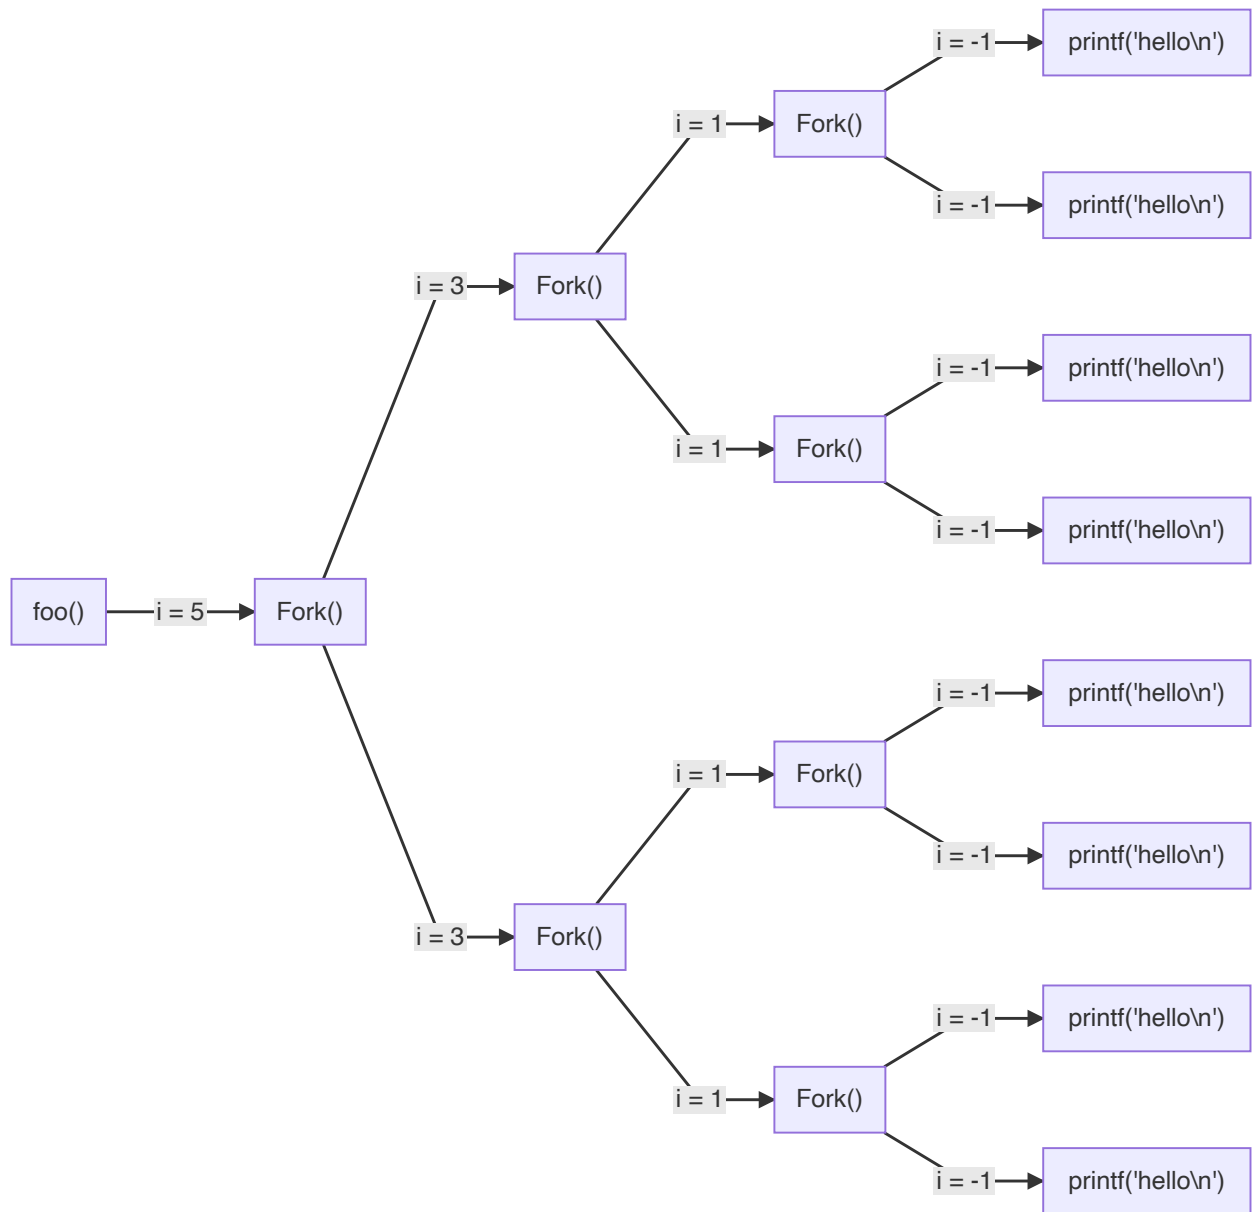 i = -1
printf('hello\n')
i = 1
Fork()
i = -1
printf('hello\n')
i = 3
Fork()
i = -1
printf('hello\n')
i = 1
Fork()
i = -1
printf('hello\n')
foo()
i = 5
Fork()
i = -1
printf('hello\n')
i = 1
Fork()
i = -1
printf('hello\n')
i = 3
Fork()
i = -1
printf('hello\n')
i = 1
Fork()
i = -1
printf('hello\n')